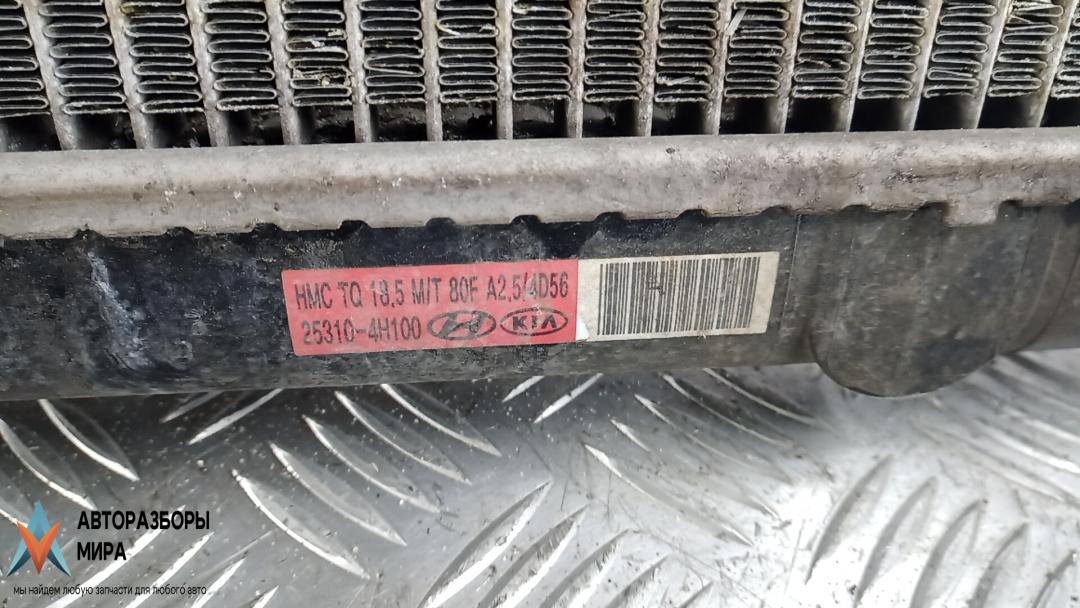 HMC TQ 18,5 M/T 80F A2,5/4D56
25310-4H100 KIA
АВТОРАЗБОРЫ
МИРА
мы найдем любую запчасти для любого авто